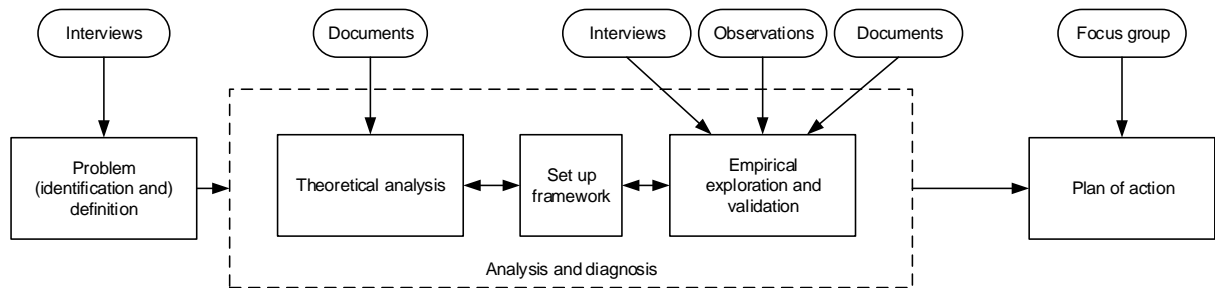 Interviews
Documents
Interviews
Observations
Documents
Focus group
Problem
(identification and)
definition
Theoretical analysis
Set up
framework
Empirical
exploration and
validation
Plan of action
Analysis and diagnosis